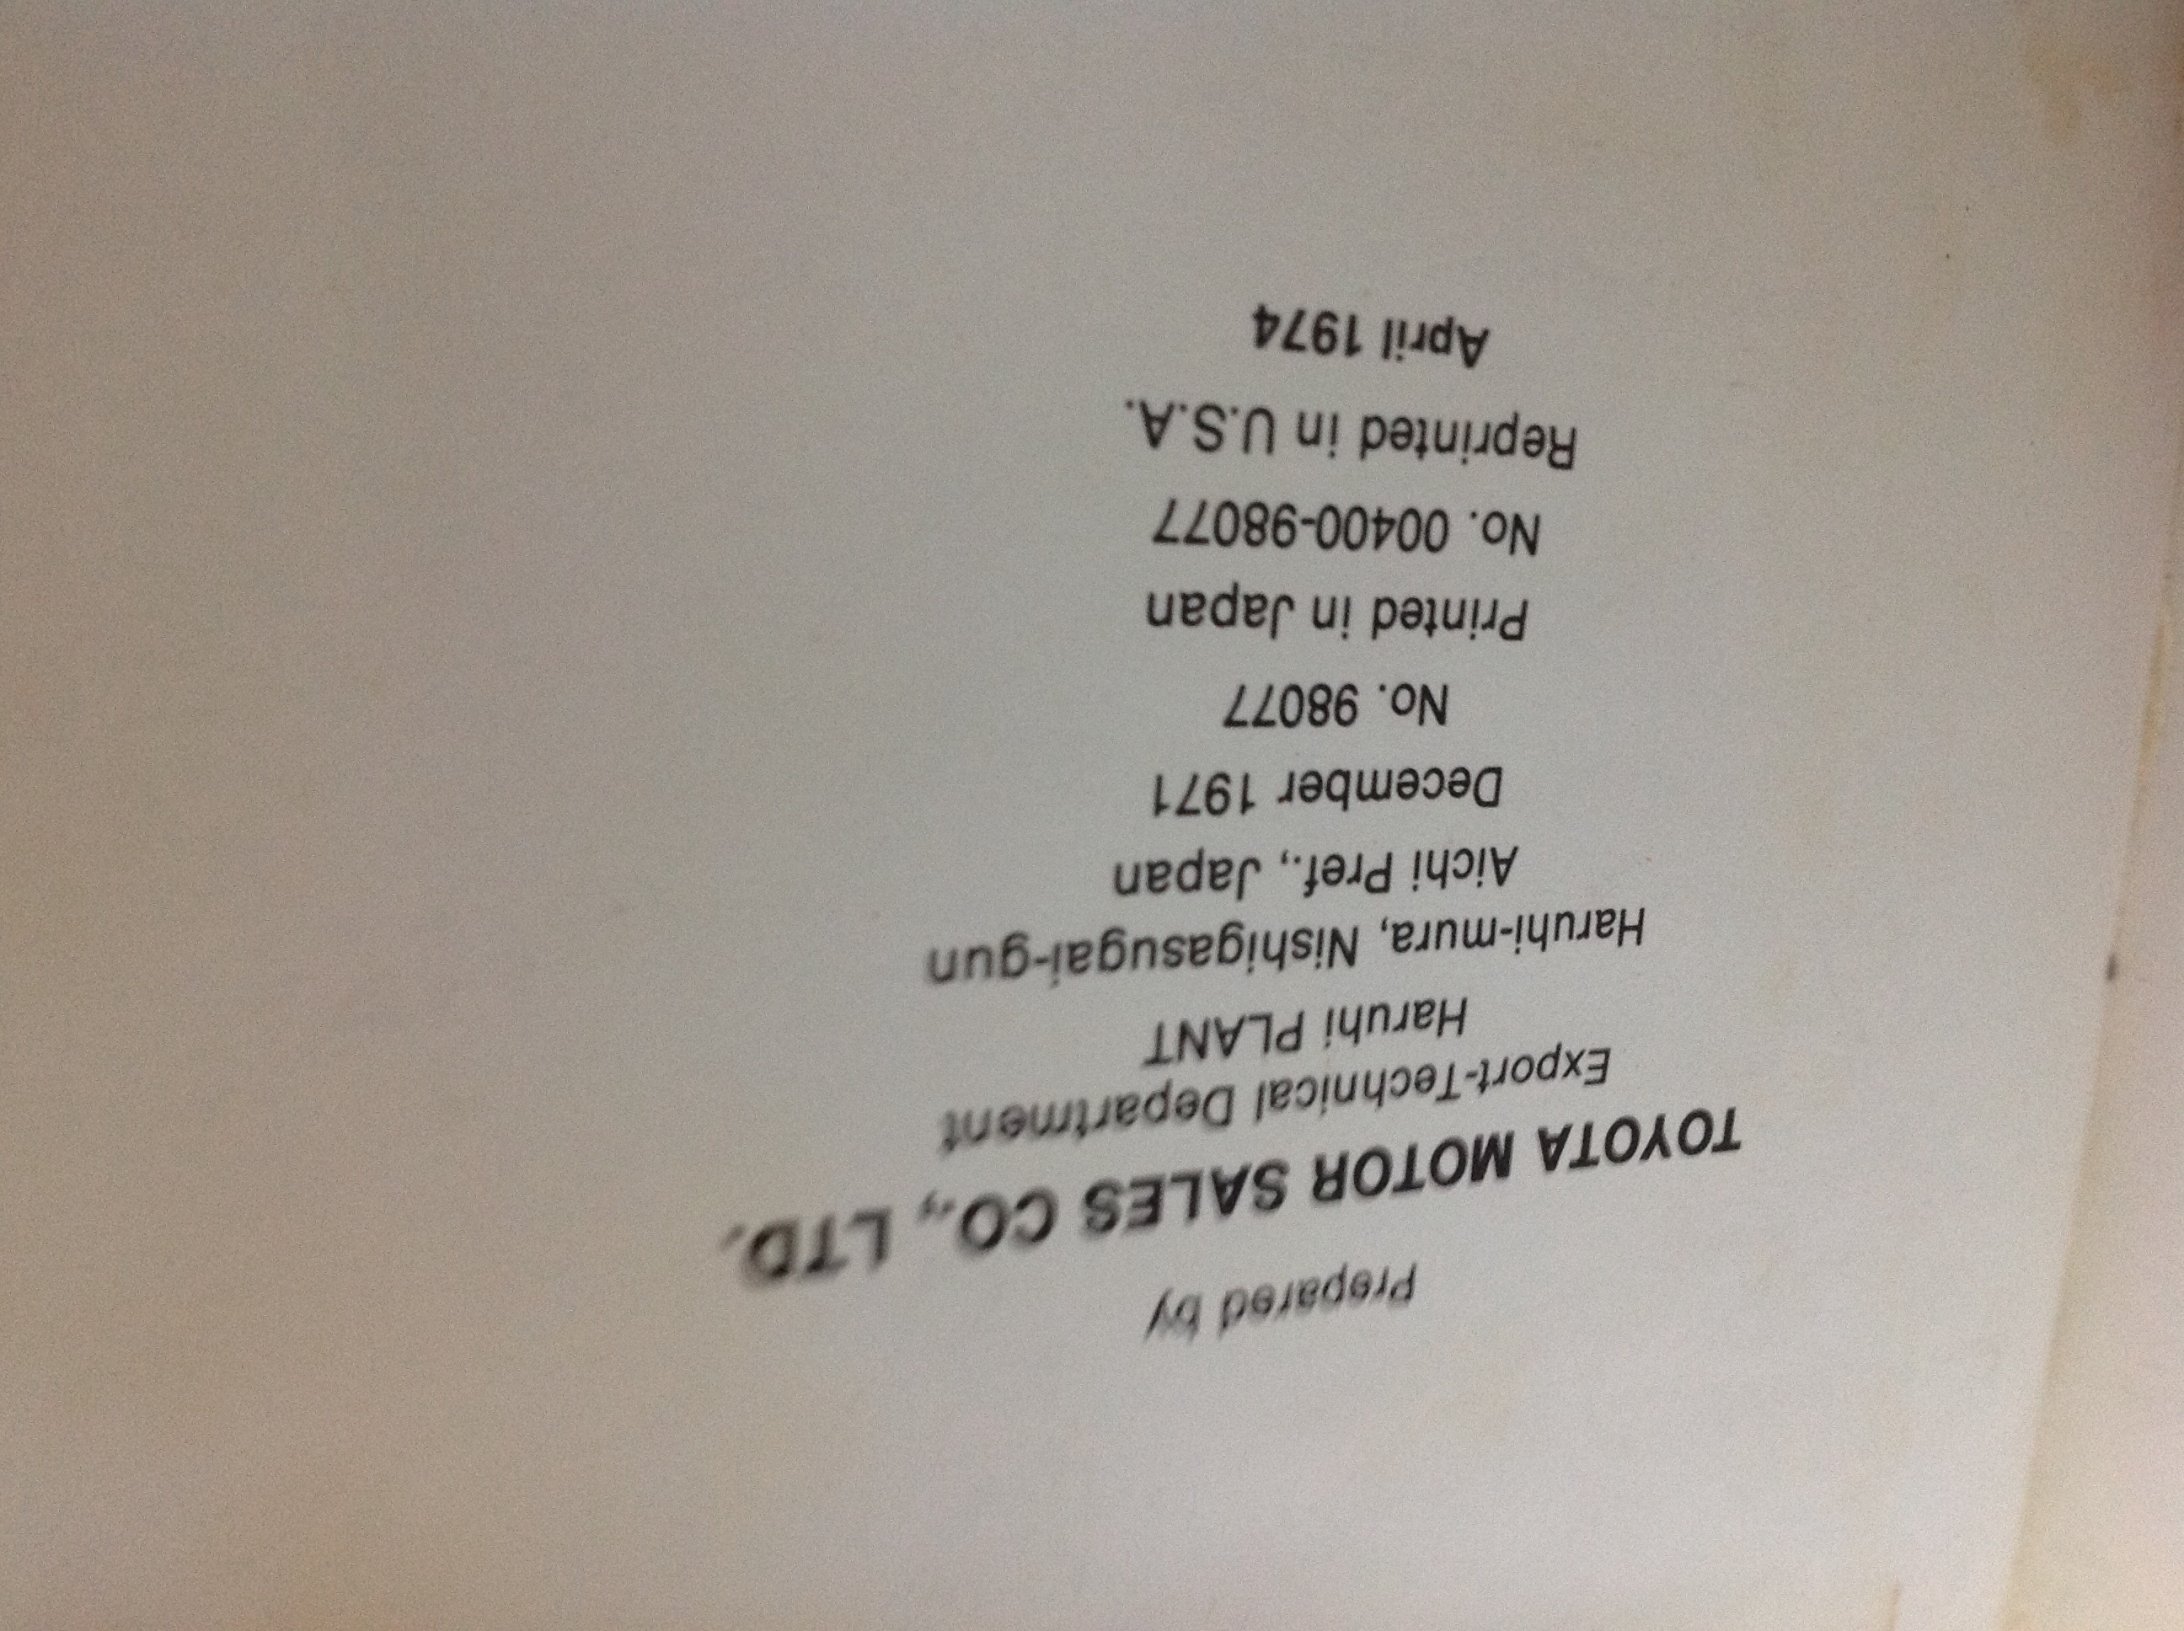 Prepared by
TOYOTA MOTOR SALES CO., LTD.
Export-Technical Department
Haruhi PLANT
Haruhi-mura, Nishigasugai-gun
Aichi Pref., Japan
December 1971
No. 98077
Printed in Japan
No. 00400-98077
Reprinted in U.S.A.
April 1974